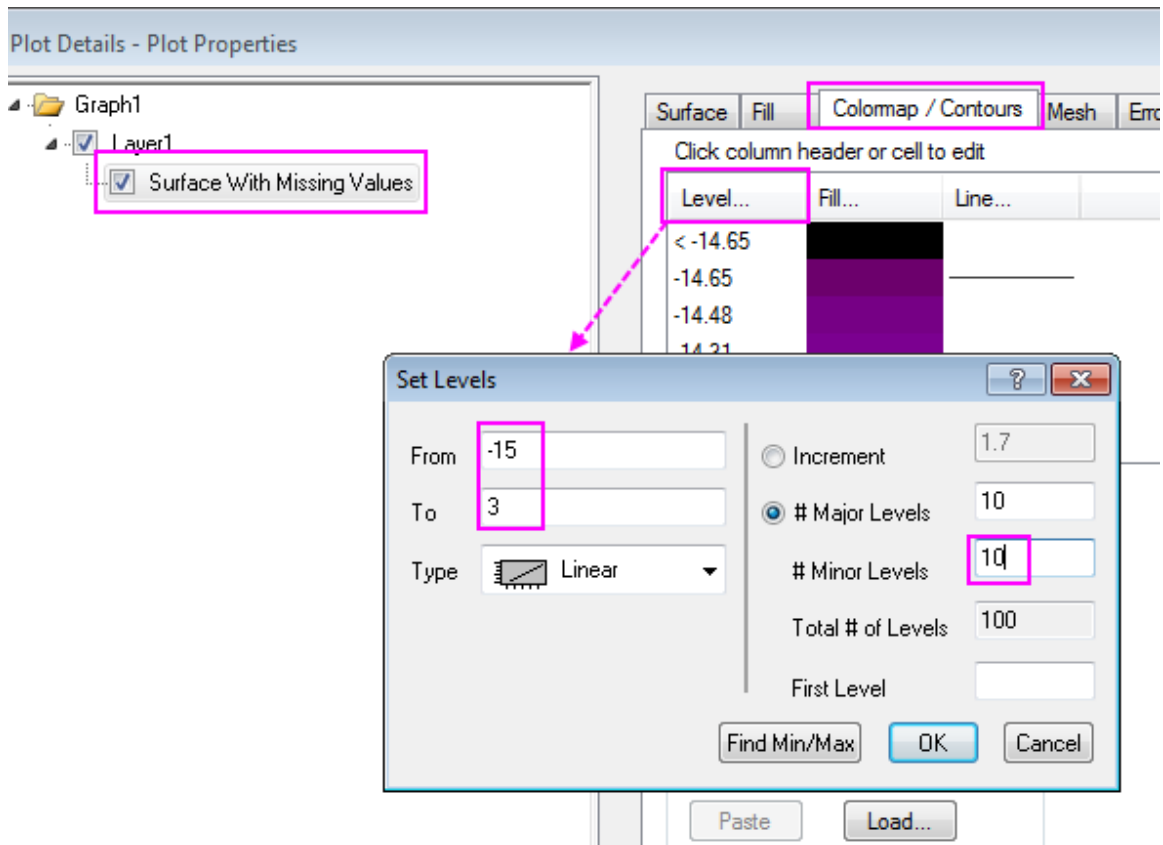 Plot Details - Plot Properties
Graph1
Layer1
Surface With Missing Values
Surface Fill Colormap / Contours Mesh
Click column header or cell to edit
Level... Fill... Line...
< -14.65
-14.65
-14.48
-14.31
Set Levels
From -15
To 3
Type Linear
Increment 1.7
# Major Levels 10
# Minor Levels 10
Total # of Levels 100
First Level
Find Min/Max OK Cancel
Paste Load...